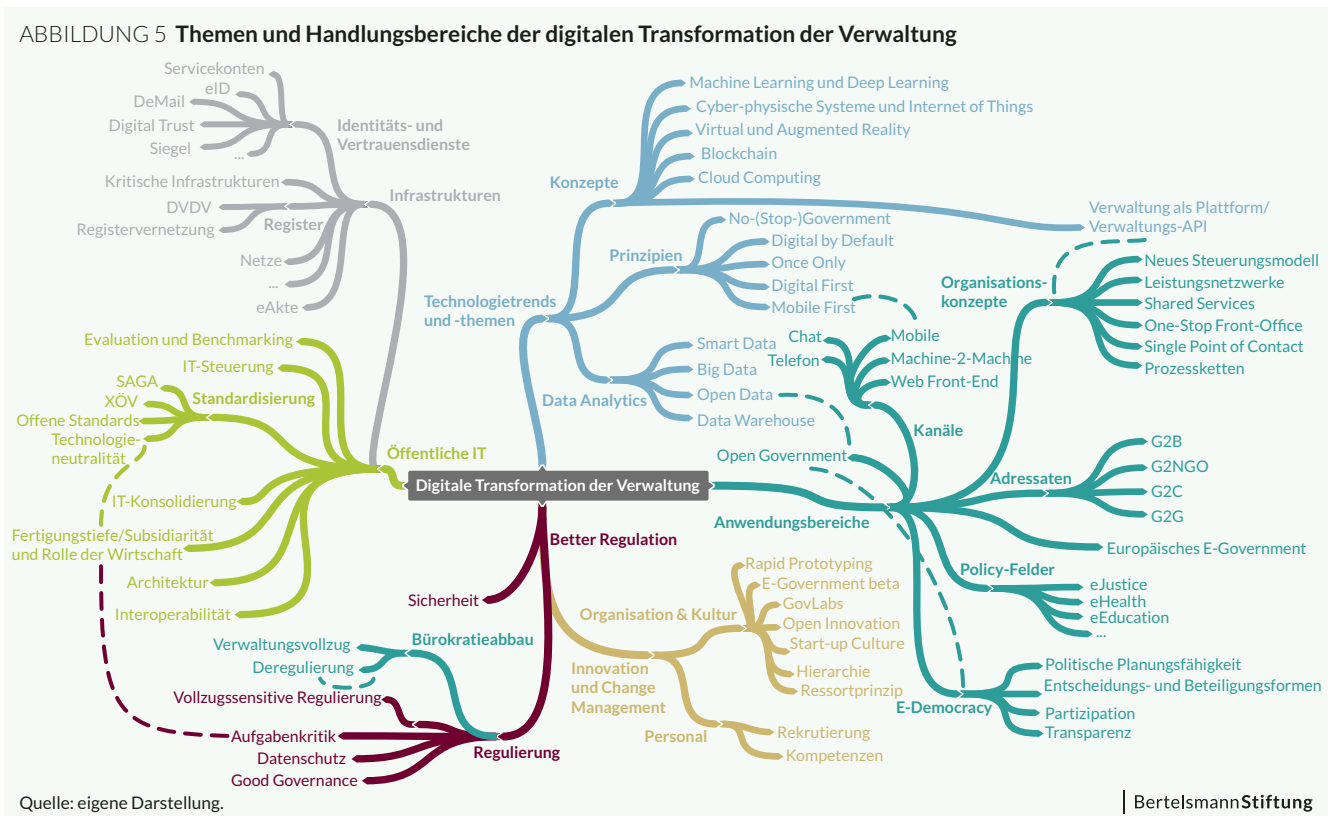 ABBILDUNG 5 Themen und Handlungsbereiche der digitalen Transformation der Verwaltung
Servicekonten
eID
DeMail
Digital Trust
Siegel
...
Identitäts- und
Vertrauensdienste
Kritische Infrastrukturen
DVDV
Registervernetzung
Register
Netze
...
eAkte
Infrastrukturen
Evaluation und Benchmarking
IT-Steuerung
SAGA
XÖV
Offene Standards
Technologie-
neutralität
Standardisierung
IT-Konsolidierung
Fertigungstiefe/Subsidiarität
und Rolle der Wirtschaft
Architektur
Interoperabilität
Öffentliche IT
Machine Learning und Deep Learning
Cyber-physische Systeme und Internet of Things
Virtual und Augmented Reality
Blockchain
Cloud Computing
Konzepte
Verwaltung als Plattform/
Verwaltungs-API
No-(Stop-)Government
Digital by Default
Once Only
Digital First
Mobile First
Prinzipien
Technologietrends
und -themen
Smart Data
Big Data
Open Data
Data Warehouse
Data Analytics
Digitale Transformation der Verwaltung
Chat
Telefon
Mobile
Machine-2-Machine
Web Front-End
Kanäle
Open Government
Anwendungsbereiche
Organisations-
konzepte
Neues Steuerungsmodell
Leistungsnetzwerke
Shared Services
One-Stop Front-Office
Single Point of Contact
Prozessketten
Adressaten
G2B
G2NGO
G2C
G2G
Europäisches E-Government
Policy-Felder
eJustice
eHealth
eEducation
...
E-Democracy
Politische Planungsfähigkeit
Entscheidungs- und Beteiligungsformen
Partizipation
Transparenz
Better Regulation
Sicherheit
Bürokratieabbau
Verwaltungsvollzug
Deregulierung
Vollzugssensitive Regulierung
Aufgabenkritik
Datenschutz
Good Governance
Regulierung
Organisation & Kultur
Rapid Prototyping
E-Government beta
GovLabs
Open Innovation
Start-up Culture
Hierarchie
Ressortprinzip
Innovation
und Change
Management
Personal
Rekrutierung
Kompetenzen
Quelle: eigene Darstellung.
BertelsmannStiftung